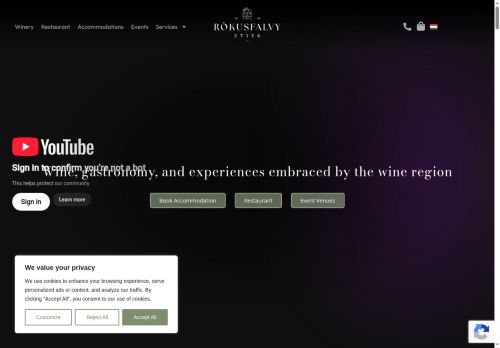 Winery Restaurant Accommodations Events Services
RÓKUSFALVY
ETYEK
YouTube
Sign in to confirm you're not a bot
wine, gastronomy, and experiences embraced by the wine region
This helps protect our community
Sign in Learn more
Book Accommodation Restaurant Event Venues
We value your privacy
We use cookies to enhance your browsing experience, serve
personalized ads or content, and analyze our traffic. By
clicking "Accept All", you consent to our use of cookies.
Customize Reject All Accept All